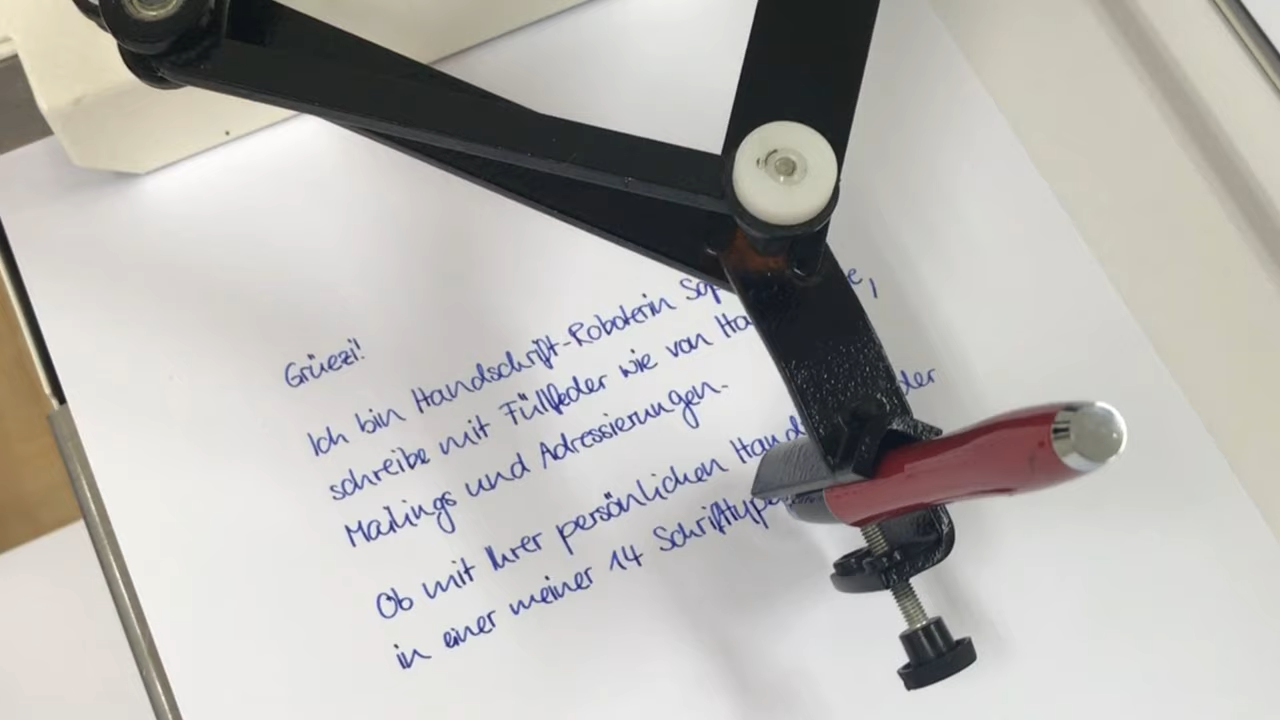 Grüezi!
Ich bin Handschrift-Roboterin
schreibe mit Füllfeder wie von
Mailings und Adressierungen.
Ob mit Ihrer persönlichen
in einer meiner 14